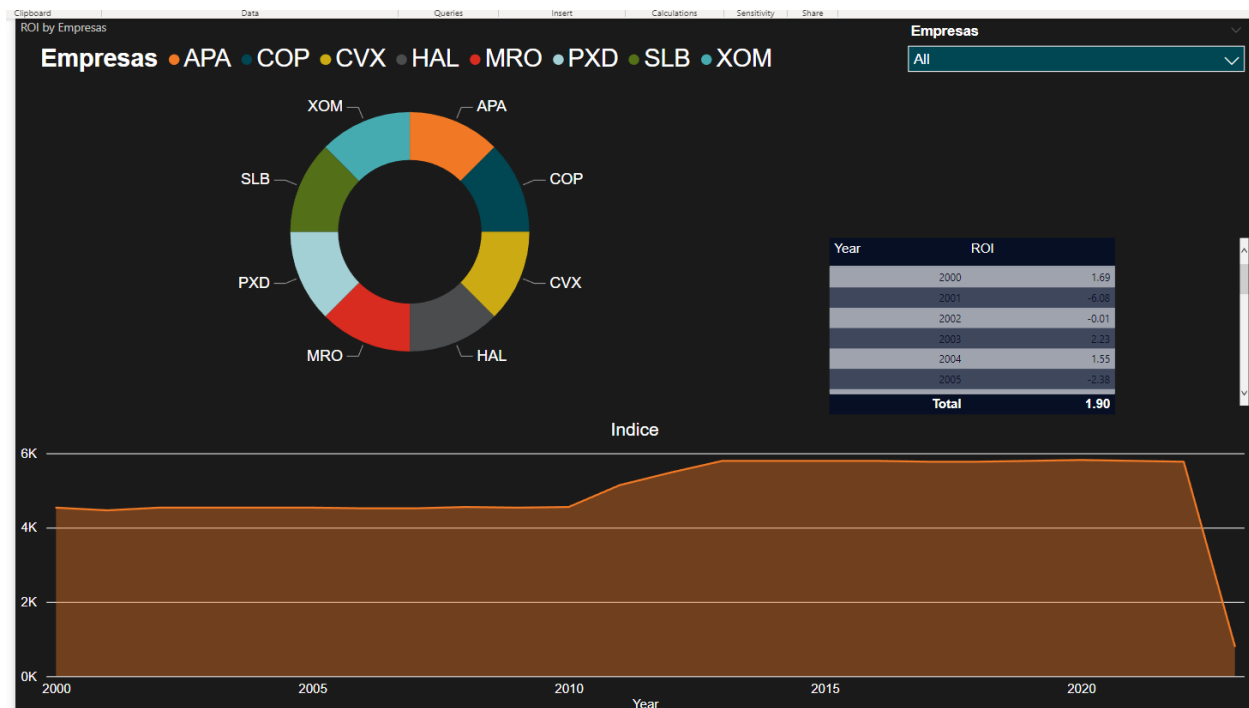 Clipboard Data Queries Insert Calculations Sensitivity Share
ROI by Empresas
Empresas APA COP CVX HAL MRO PXD SLB XOM
Empresas
All
XOM APA
SLB COP
PXD CVX
MRO HAL
Year ROI
2000 1.69
2001 -6.08
2002 -0.01
2003 2.23
2004 1.55
2005 -2.38
Total 1.90
Indice
6K
4K
2K
0K
2000 2005 2010 2015 2020
Year